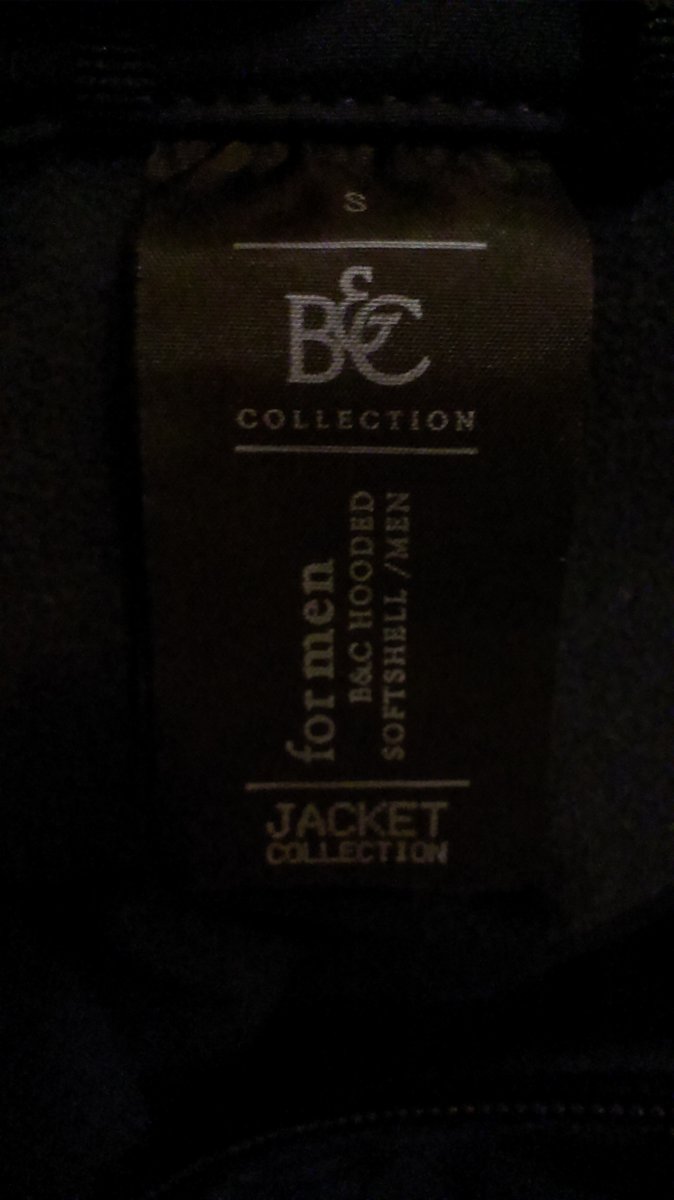 S
B&C
COLLECTION
for men
B&C HOODED
SOFTSHELL /MEN
JACKET
COLLECTION